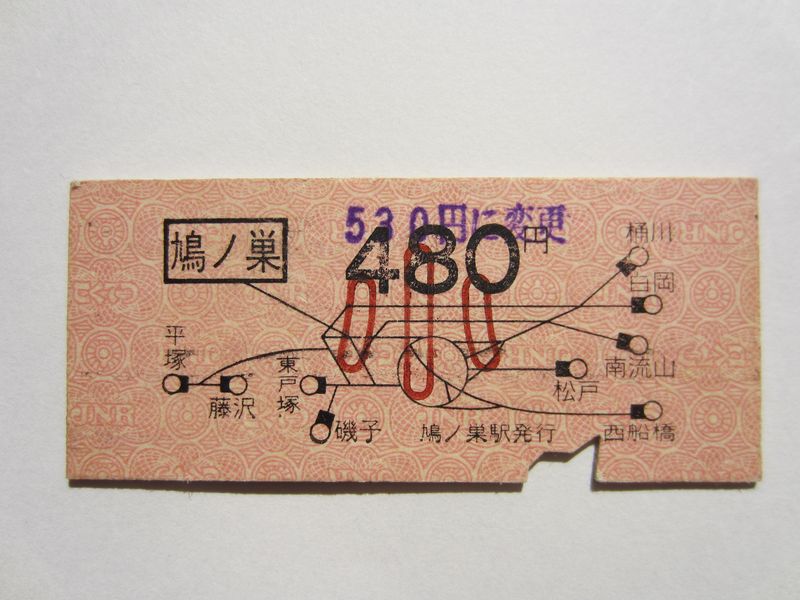 530円に変更
鳩ノ巣
480円
桶川
白岡
平塚
東戸塚
南流山
藤沢
松戸
磯子
鳩ノ巣駅発行
西船橋
JNR